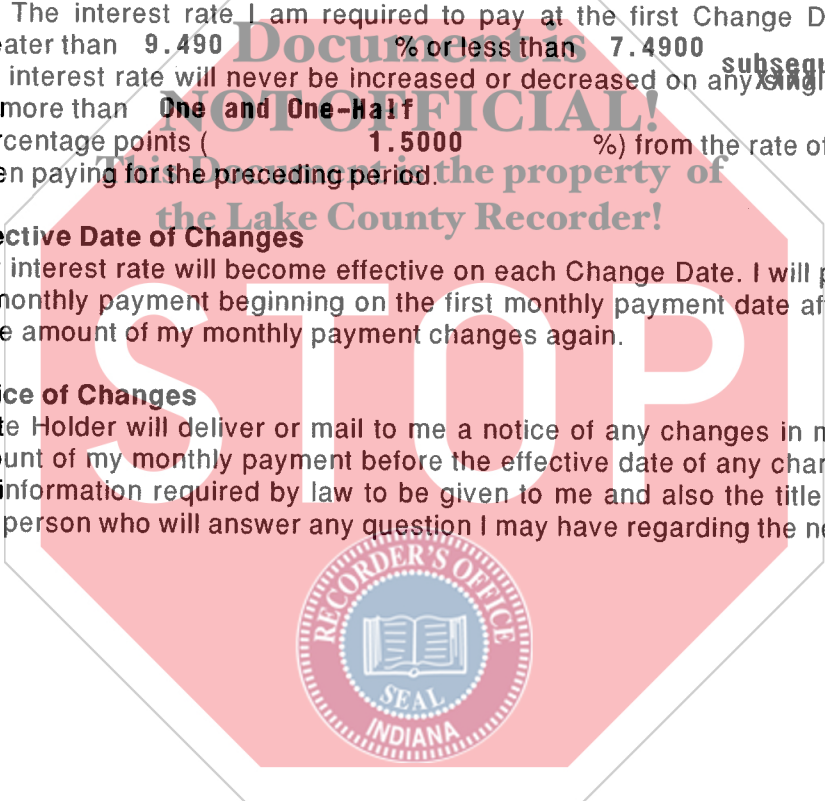 The interest rate I am required to pay at the first Change D
eater than 9.490 % or less than 7.4900
Document is
subsequ
interest rate will never be increased or decreased on any
more than One and One-Half
NOT OFFICIAL!
rcentage points ( 1.5000 %) from the rate of
en paying for the preceding period.
This Document is the property of
the Lake County Recorder!
ective Date of Changes
interest rate will become effective on each Change Date. I will p
monthly payment beginning on the first monthly payment date af
e amount of my monthly payment changes again.
STOP
ice of Changes
te Holder will deliver or mail to me a notice of any changes in m
unt of my monthly payment before the effective date of any chan
information required by law to be given to me and also the title
person who will answer any question I may have regarding the no
RECORDER'S OFFICE
SEAL
INDIANA